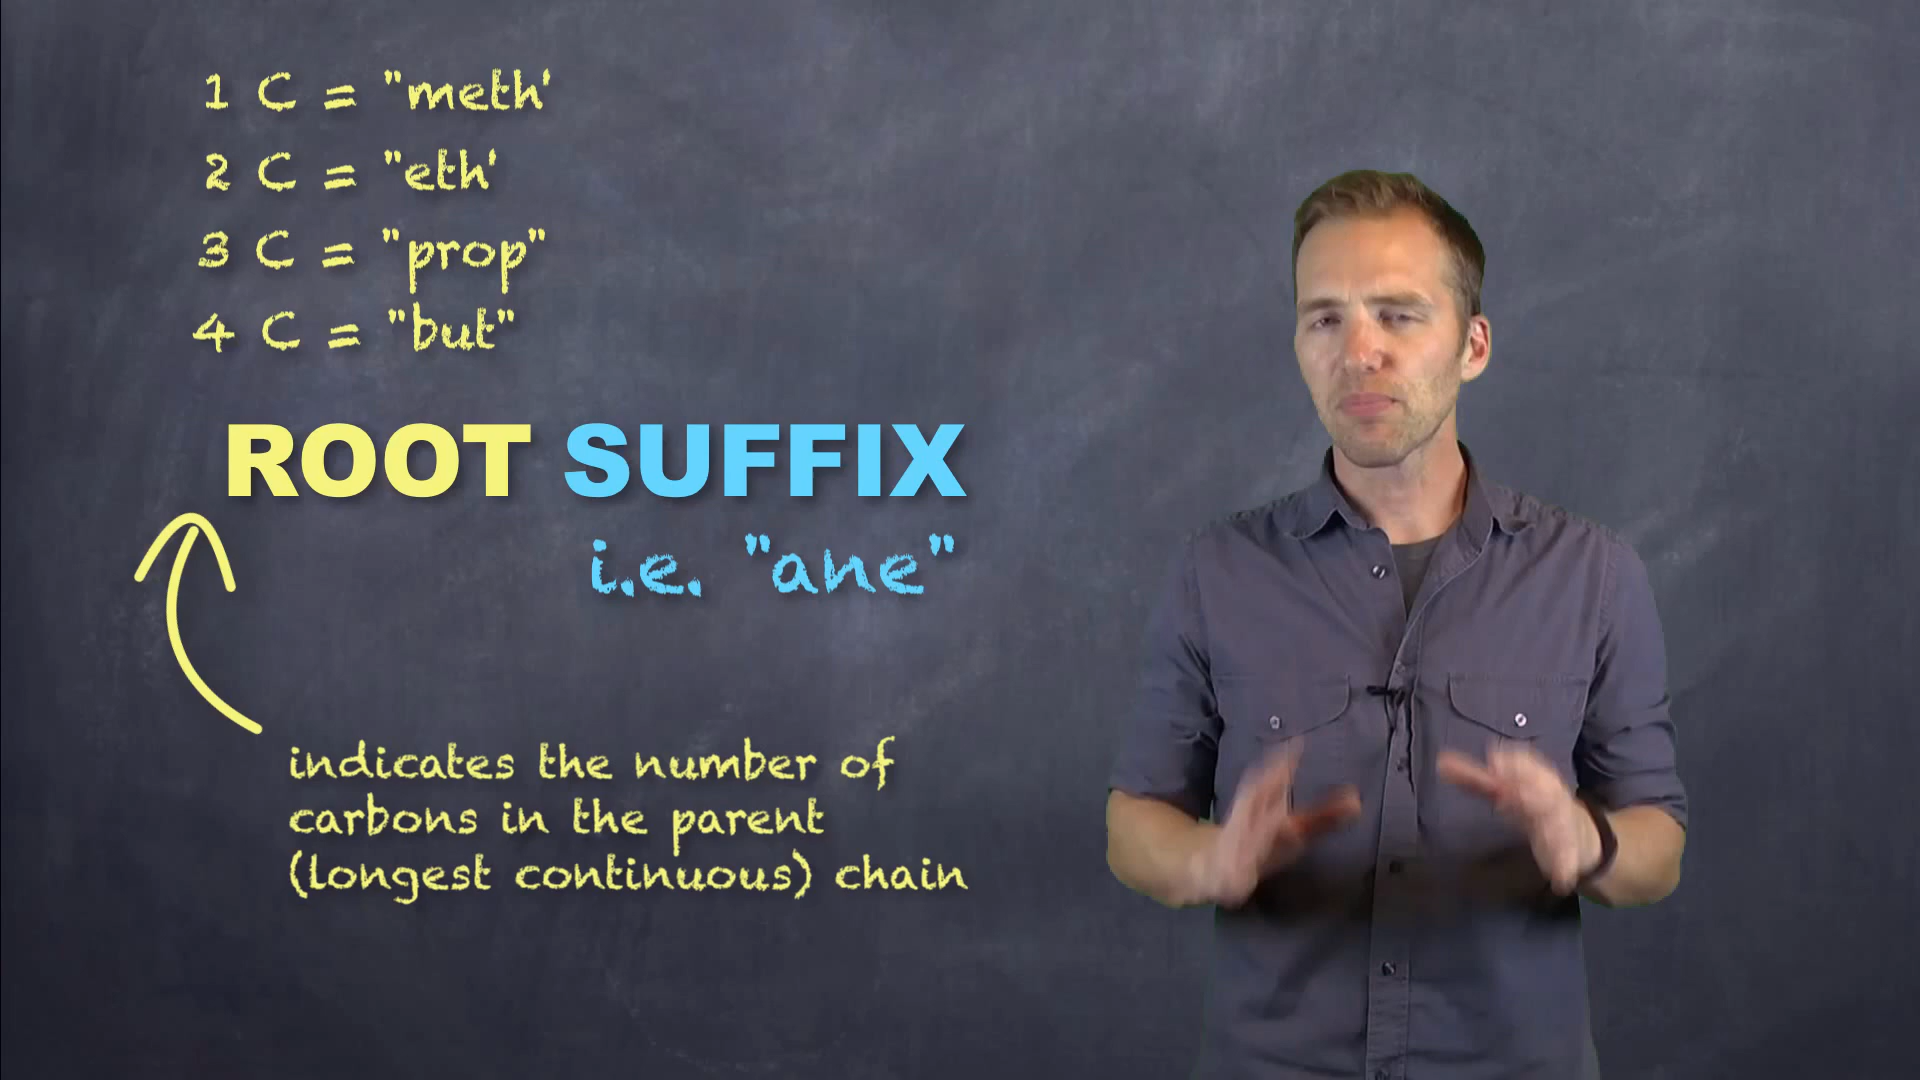 1 C = "meth'
2 C = "eth'
3 C = "prop"
4 C = "but"
ROOT SUFFIX
i.e. "ane"
indicates the number of
carbons in the parent
(longest continuous) chain